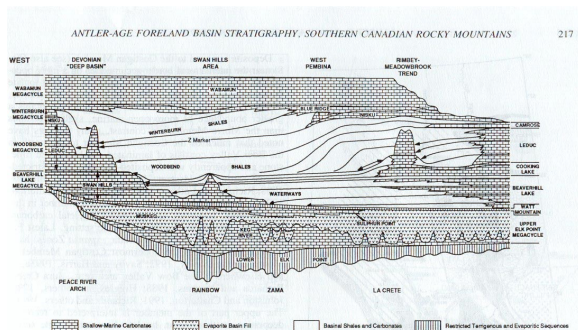 ANTLER-AGE FORELAND BASIN STRATIGRAPHY, SOUTHERN CANADIAN ROCKY MOUNTAINS 217
WEST
DEVONIAN
"DEEP BASIN"
SWAN HILLS
AREA
WEST
PEMBINA
RIMBEY-
MEADOWBROOK
TREND
WABAMUN
MEGACYCLE
WABAMUN
WINTERBURN
MEGACYCLE
NISKU
BLUE RIDGE
NISKU
WINTERBURN
SHALES
Z Marker
CAMROSE
WOODBEND
MEGACYCLE
LEDUC
LEDUC
WOODBEND
SHALES
COOKING
LAKE
BEAVERHILL
LAKE
MEGACYCLE
SWAN HILLS
WATERWAYS
BEAVERHILL
LAKE
WATT
MOUNTAIN
MUSKEG
SULPHUR POINT
KEG
RIVER
UPPER
ELK POINT
MEGACYCLE
LOWER
ELK
POINT
PEACE RIVER
ARCH
RAINBOW
ZAMA
LA CRETE
Shallow-Marine Carbonates
Evaporite Basin Fill
Basinal Shales and Carbonates
Restricted Terrigenous and Evaporitic Sequences